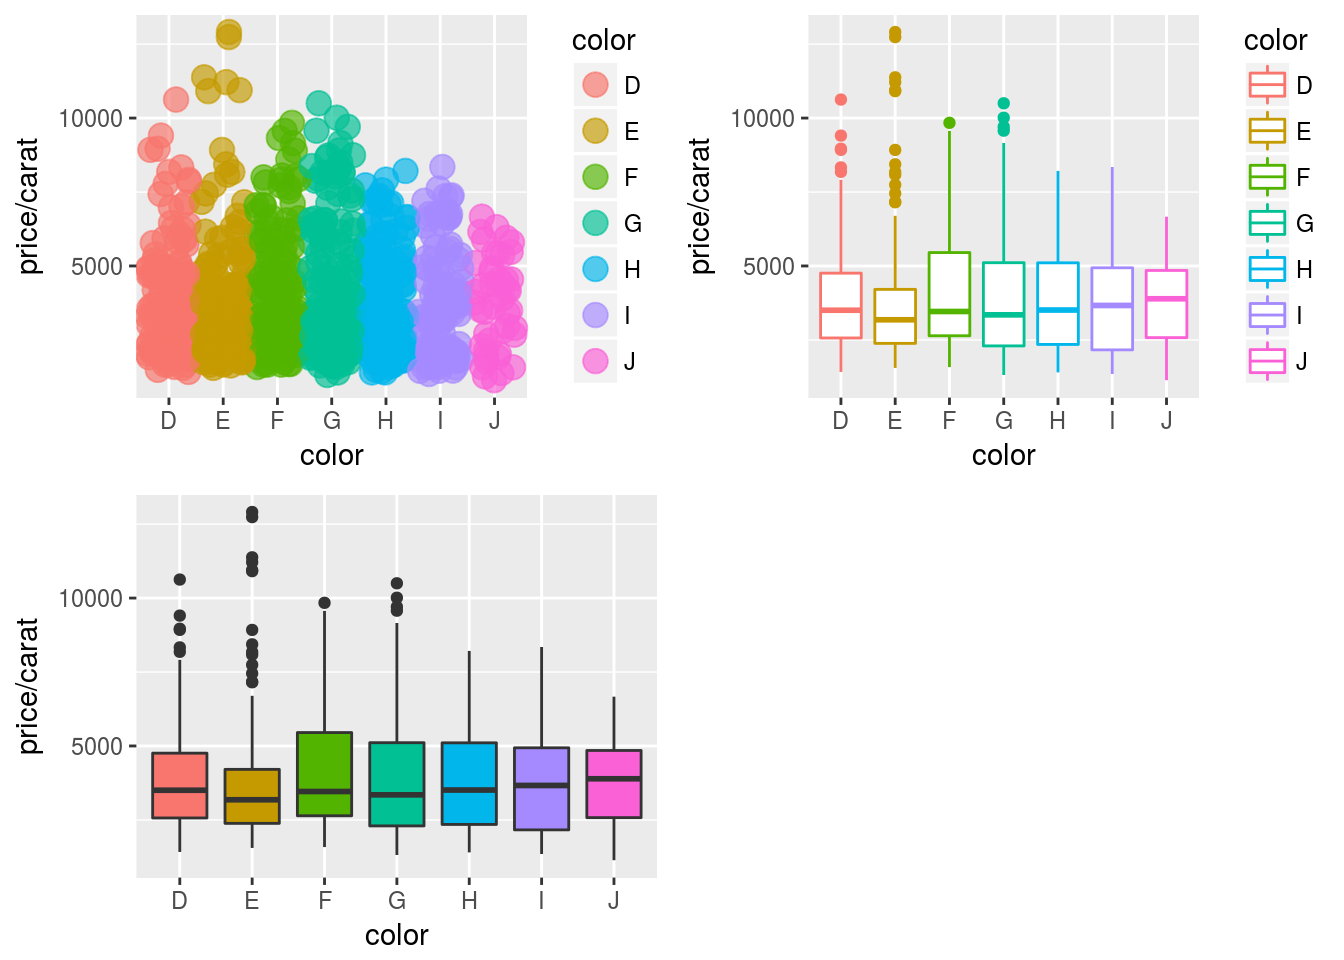 color
D
E
F
G
H
I
J
10000
5000
price/carat
D E F G H I J
color
color
D
E
F
G
H
I
J
10000
5000
price/carat
D E F G H I J
color
10000
5000
price/carat
D E F G H I J
color